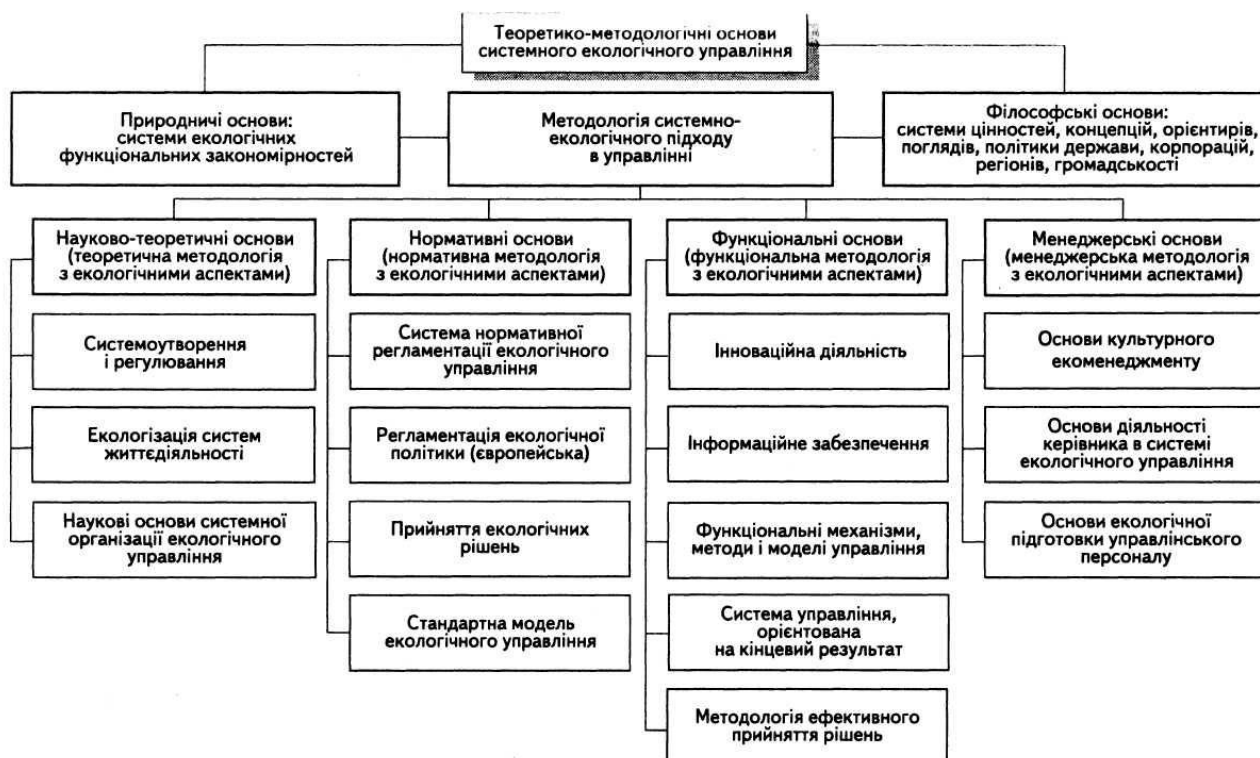 Теоретико-методологічні основи
системного екологічного управління
Природничі основи:
системи екологічних
функціональних закономірностей
Методологія системно-
екологічного підходу
в управлінні
Філософські основи:
системи цінностей, концепцій, орієнтирів,
поглядів, політики держави, корпорацій,
регіонів, громадськості
Науково-теоретичні основи
(теоретична методологія
з екологічними аспектами)
Системоутворення
і регулювання
Екологізація систем
життєдіяльності
Наукові основи системної
організації екологічного
управління
Нормативні основи
(нормативна методологія
з екологічними аспектами)
Система нормативної
регламентації екологічного
управління
Регламентація екологічної
політики (європейська)
Прийняття екологічних
рішень
Стандартна модель
екологічного управління
Функціональні основи
(функціональна методологія
з екологічними аспектами)
Інноваційна діяльність
Інформаційне забезпечення
Функціональні механізми,
методи і моделі управління
Система управління,
орієнтована
на кінцевий результат
Методологія ефективного
прийняття рішень
Менеджерські основи
(менеджерська методологія
з екологічними аспектами)
Основи культурного
екоменеджменту
Основи діяльності
керівника в системі
екологічного управління
Основи екологічної
підготовки управлінського
персоналу